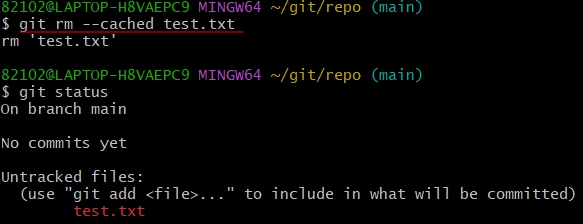 82102@LAPTOP-H8VAEPC9 MINGW64 ~/git/repo (main)
$ git rm --cached test.txt
rm 'test.txt'
82102@LAPTOP-H8VAEPC9 MINGW64 ~/git/repo (main)
$ git status
On branch main
No commits yet
Untracked files:
  (use "git add <file>..." to include in what will be committed)
        test.txt